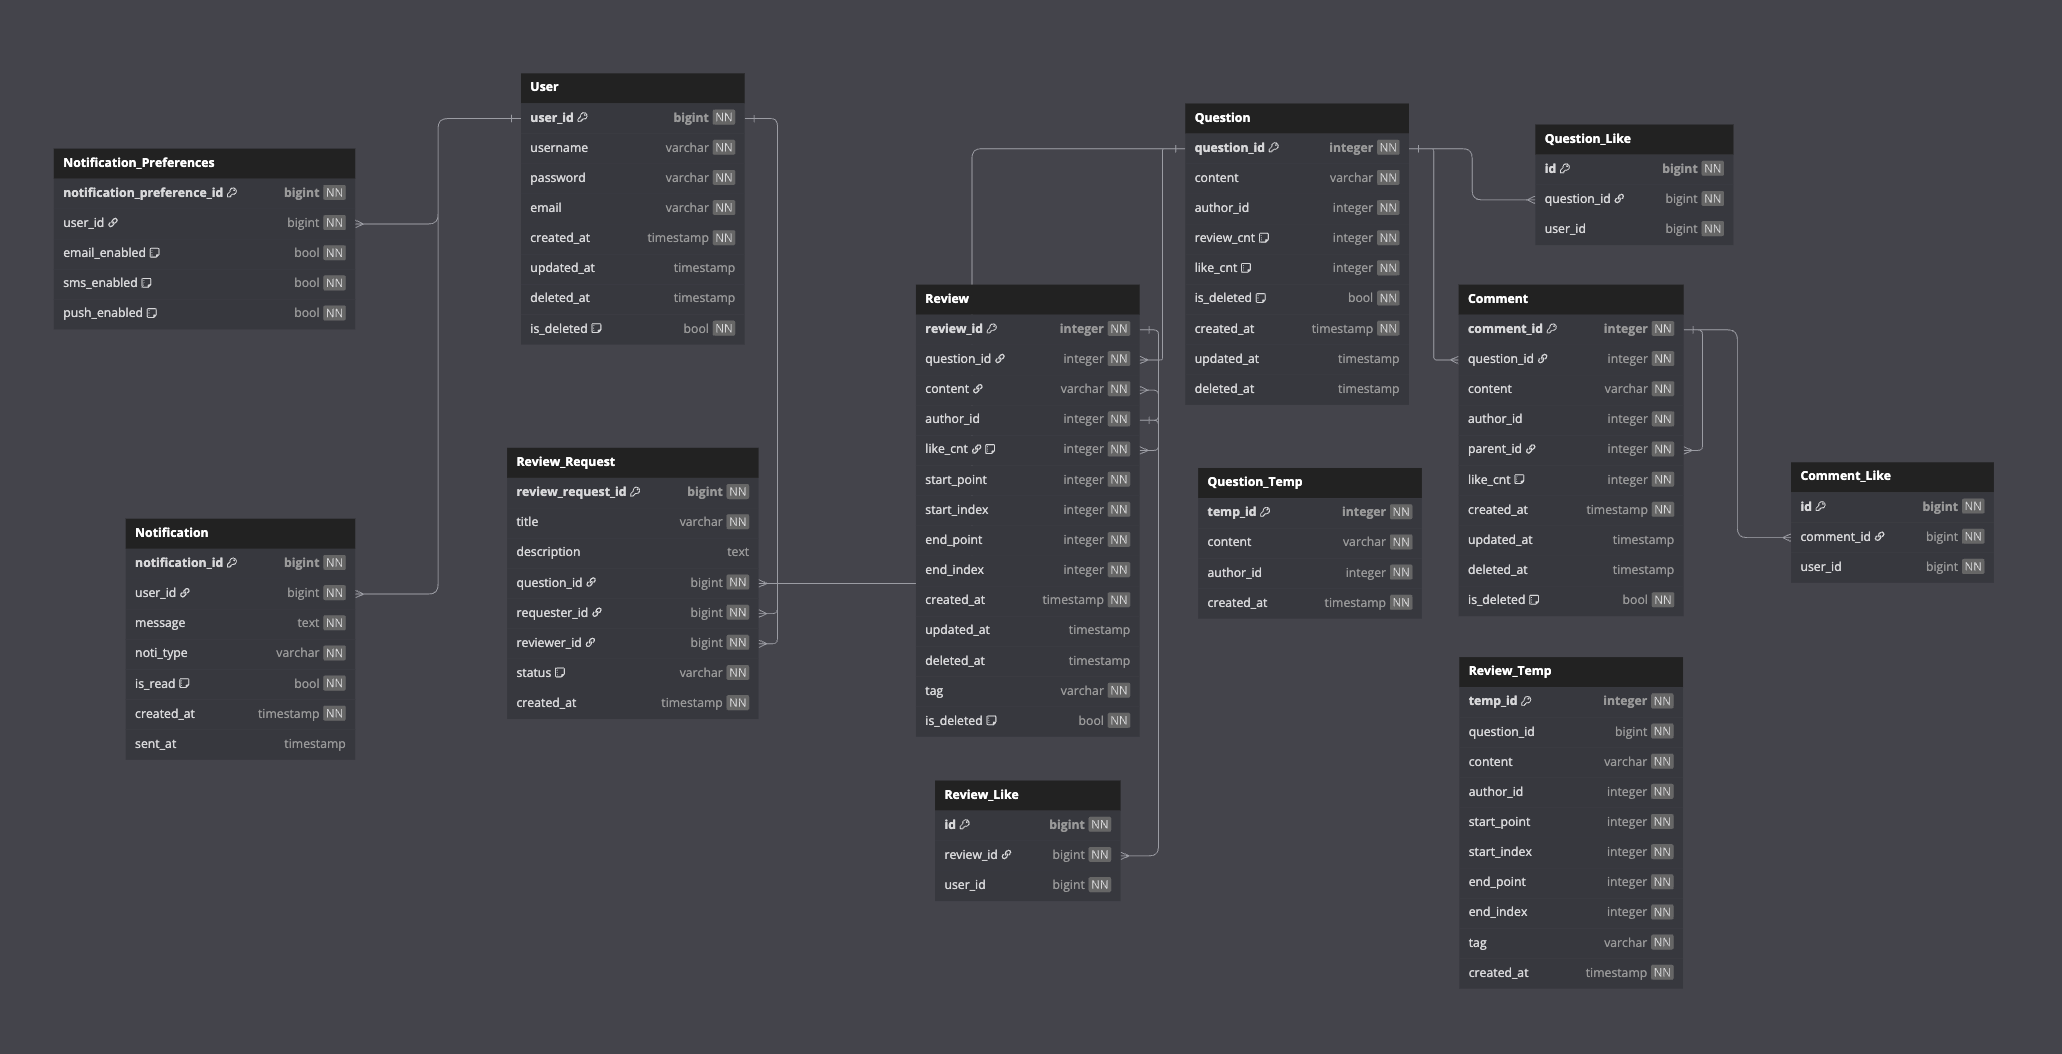 User
user_id bigint NN
username varchar NN
password varchar NN
email varchar NN
created_at timestamp NN
updated_at timestamp
deleted_at timestamp
is_deleted bool NN
Notification_Preferences
notification_preference_id bigint NN
user_id bigint NN
email_enabled bool NN
sms_enabled bool NN
push_enabled bool NN
Notification
notification_id bigint NN
user_id bigint NN
message text NN
noti_type varchar NN
is_read bool NN
created_at timestamp NN
sent_at timestamp
Review_Request
review_request_id bigint NN
title varchar NN
description text
question_id bigint NN
requester_id bigint NN
reviewer_id bigint NN
status varchar NN
created_at timestamp NN
Review
review_id integer NN
question_id integer NN
content varchar NN
author_id integer NN
like_cnt integer NN
start_point integer NN
start_index integer NN
end_point integer NN
end_index integer NN
created_at timestamp NN
updated_at timestamp
deleted_at timestamp
tag varchar NN
is_deleted bool NN
Review_Like
id bigint NN
review_id bigint NN
user_id bigint NN
Question
question_id integer NN
content varchar NN
author_id integer NN
review_cnt integer NN
like_cnt integer NN
is_deleted bool NN
created_at timestamp NN
updated_at timestamp
deleted_at timestamp
Question_Temp
temp_id integer NN
content varchar NN
author_id integer NN
created_at timestamp NN
Question_Like
id bigint NN
question_id bigint NN
user_id bigint NN
Comment
comment_id integer NN
question_id integer NN
content varchar NN
author_id integer NN
parent_id integer NN
like_cnt integer NN
created_at timestamp NN
updated_at timestamp
deleted_at timestamp
is_deleted bool NN
Comment_Like
id bigint NN
comment_id bigint NN
user_id bigint NN
Review_Temp
temp_id integer NN
question_id bigint NN
content varchar NN
author_id integer NN
start_point integer NN
start_index integer NN
end_point integer NN
end_index integer NN
tag varchar NN
created_at timestamp NN